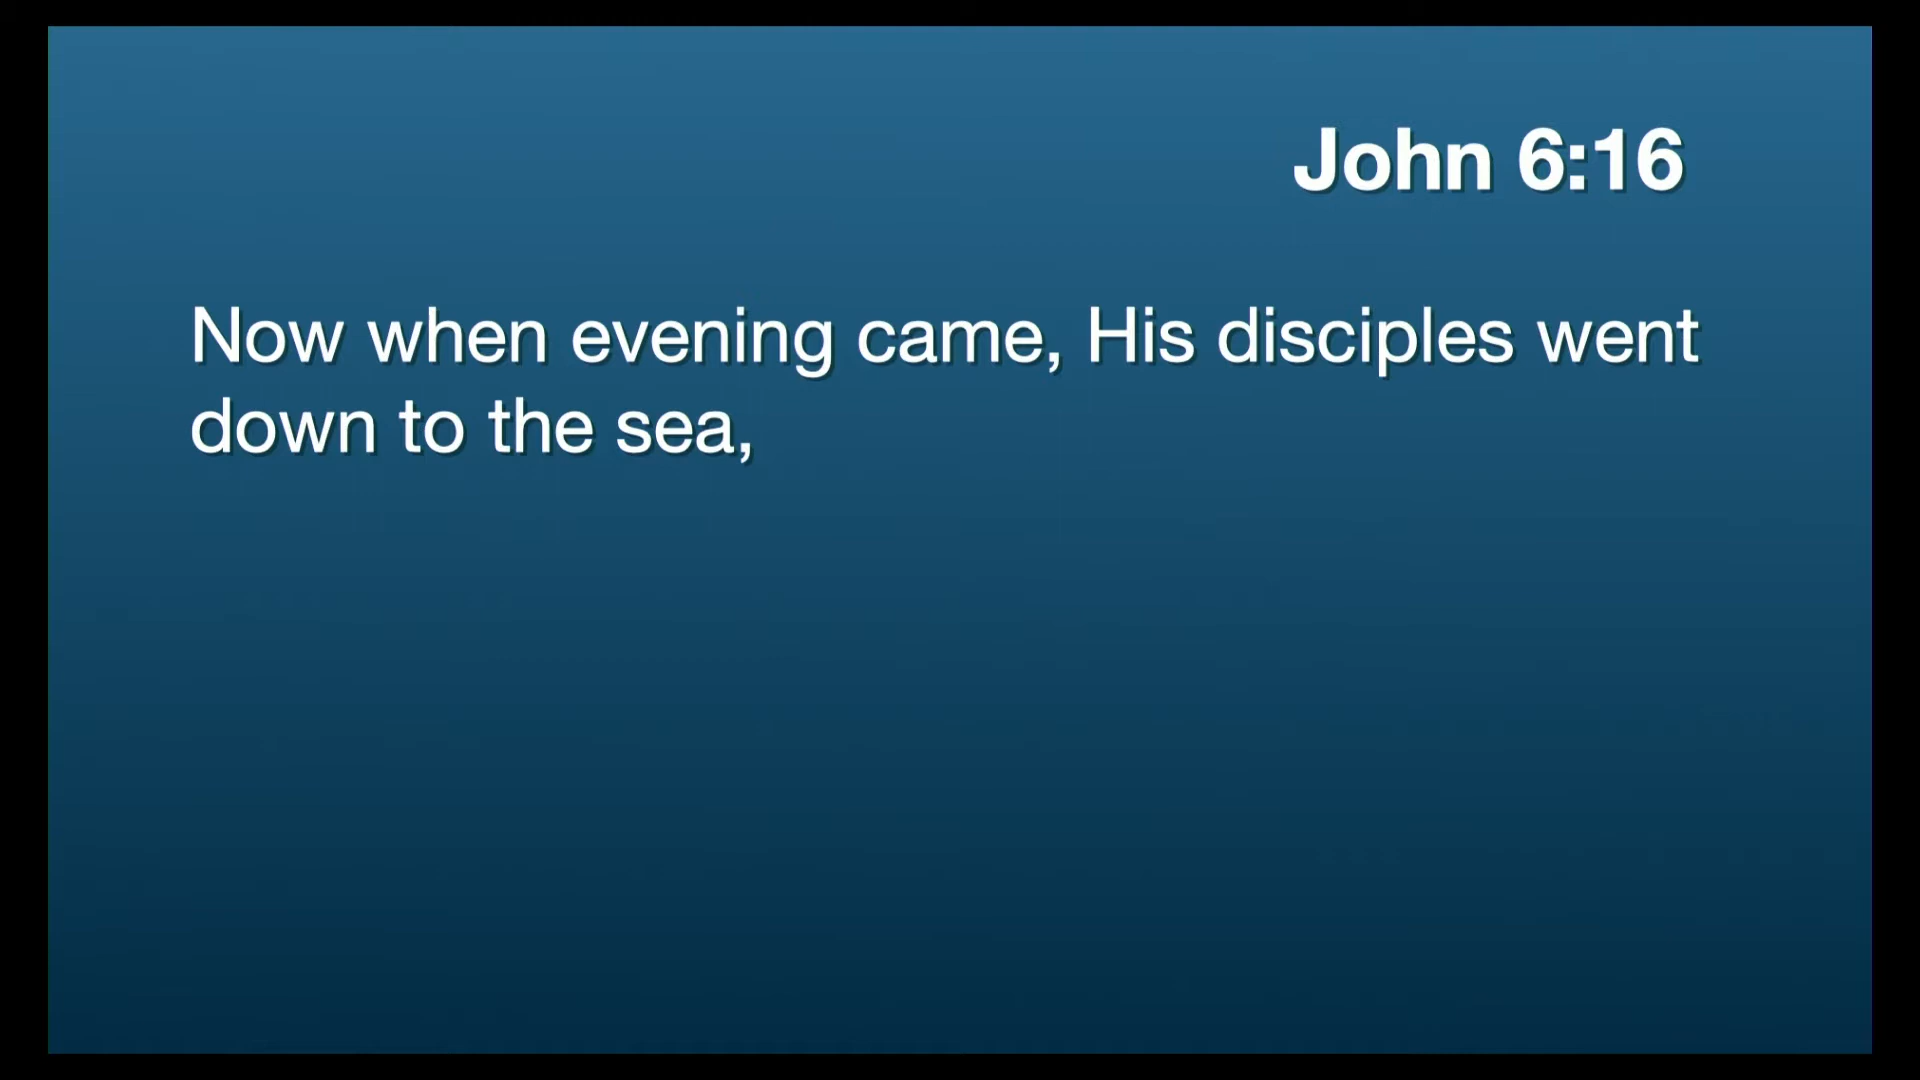 John 6:16
Now when evening came, His disciples went
down to the sea,